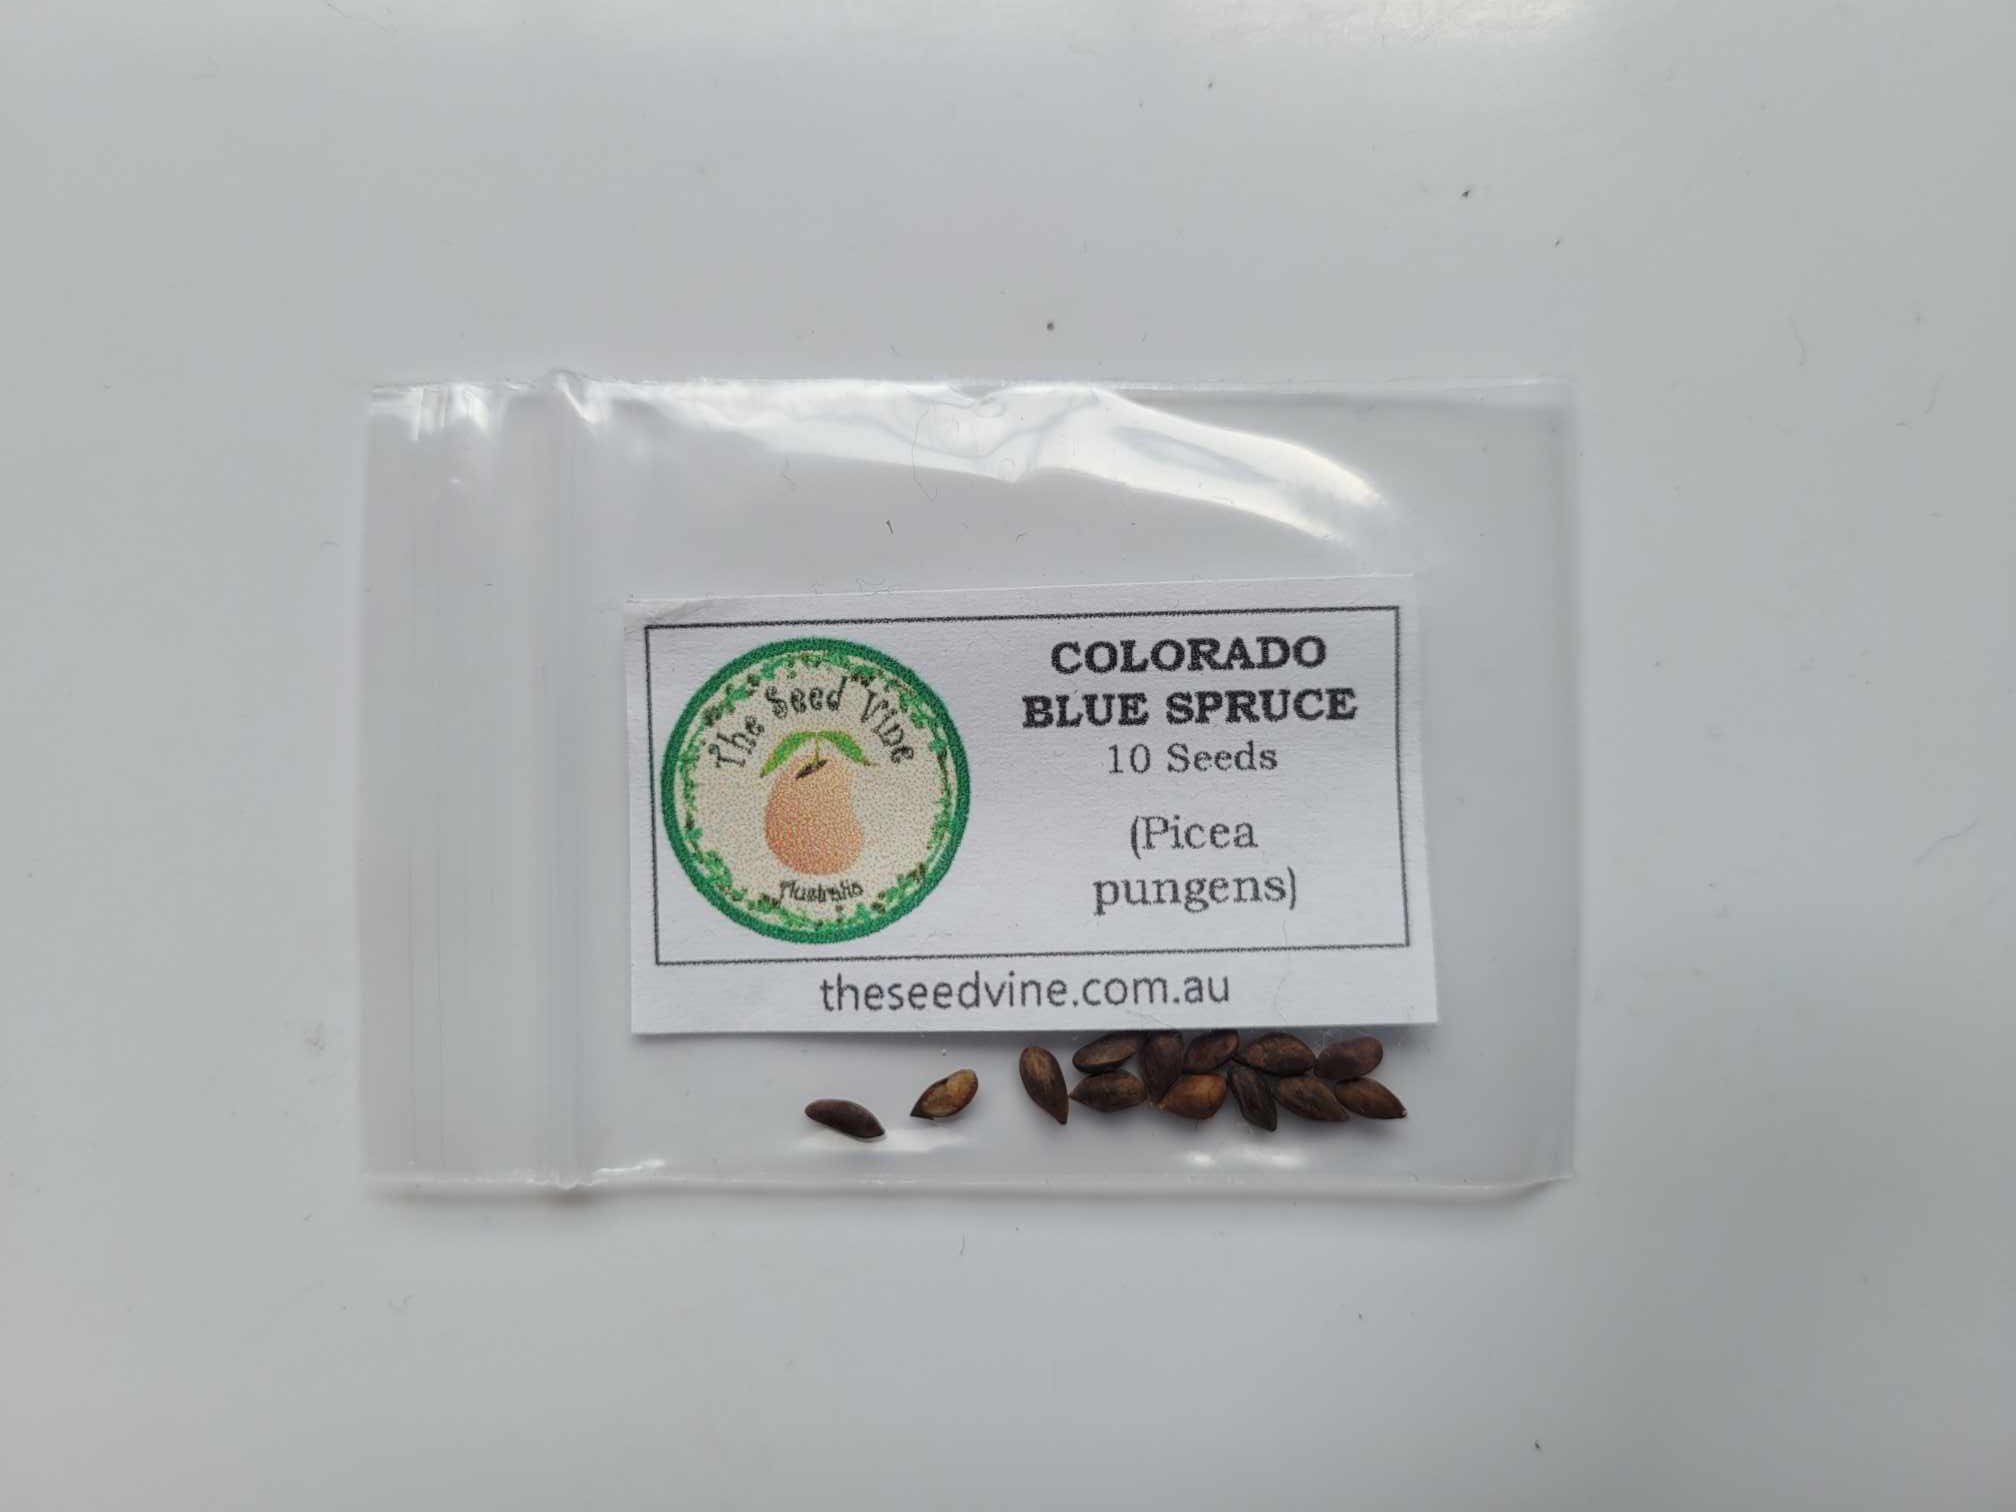 The Seed Vine
Australia
COLORADO
BLUE SPRUCE
10 Seeds
(Picea
pungens)
theseedvine.com.au